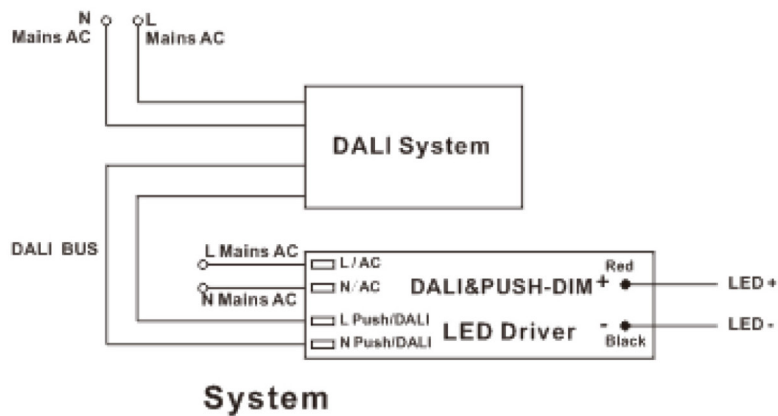 N
L
Mains AC
Mains AC
DALI System
DALI BUS
L Mains AC
N Mains AC
L/AC
N/AC
L Push/DALI
N Push/DALI
DALI&PUSH-DIM
LED Driver
Red
+
-
Black
LED+
LED-
System